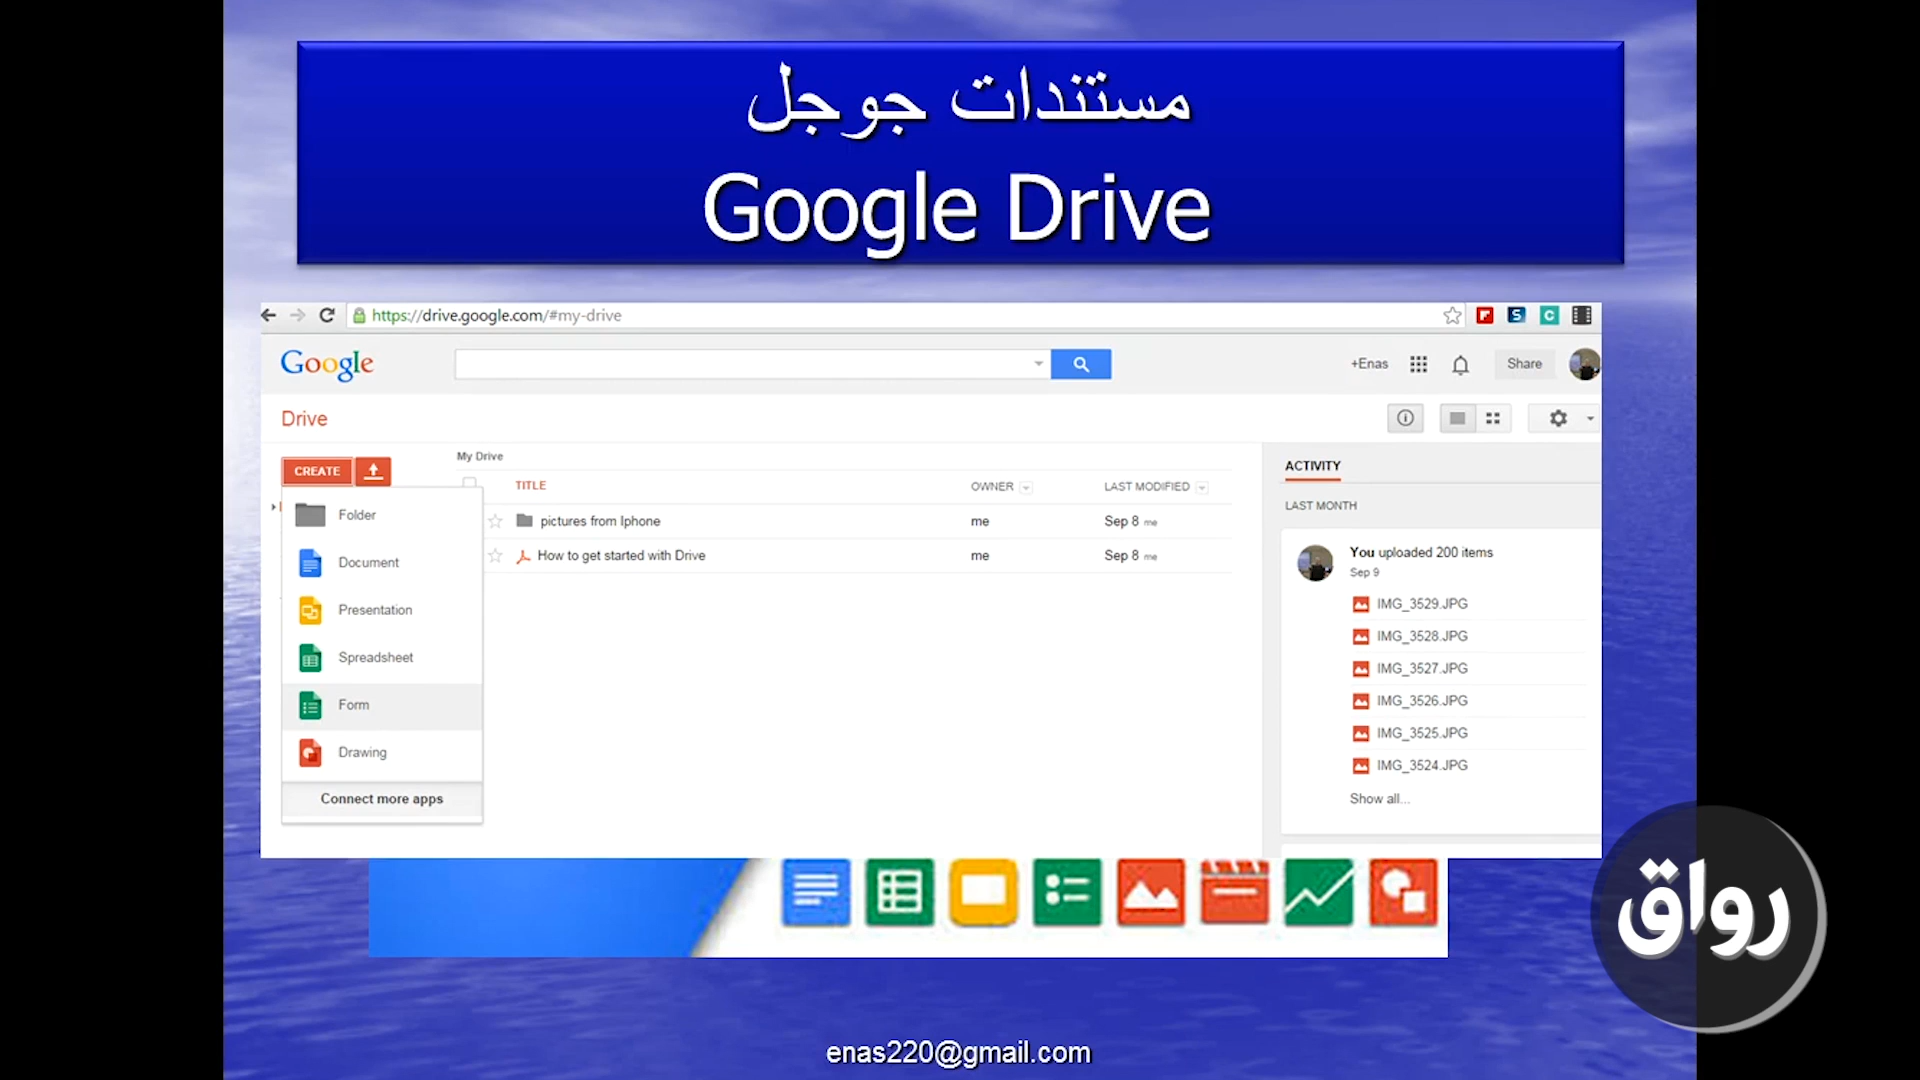 مستندات جوجل
Google Drive
https://drive.google.com/#my-drive
Google
+Enas
Share
Drive
CREATE
Folder
Document
Presentation
Spreadsheet
Form
Drawing
Connect more apps
My Drive
TITLE OWNER LAST MODIFIED
pictures from Iphone me Sep 8 me
How to get started with Drive me Sep 8 me
ACTIVITY
LAST MONTH
You uploaded 200 items
Sep 9
IMG_3529.JPG
IMG_3528.JPG
IMG_3527.JPG
IMG_3526.JPG
IMG_3525.JPG
IMG_3524.JPG
Show all...
رواق
enas220@gmail.com